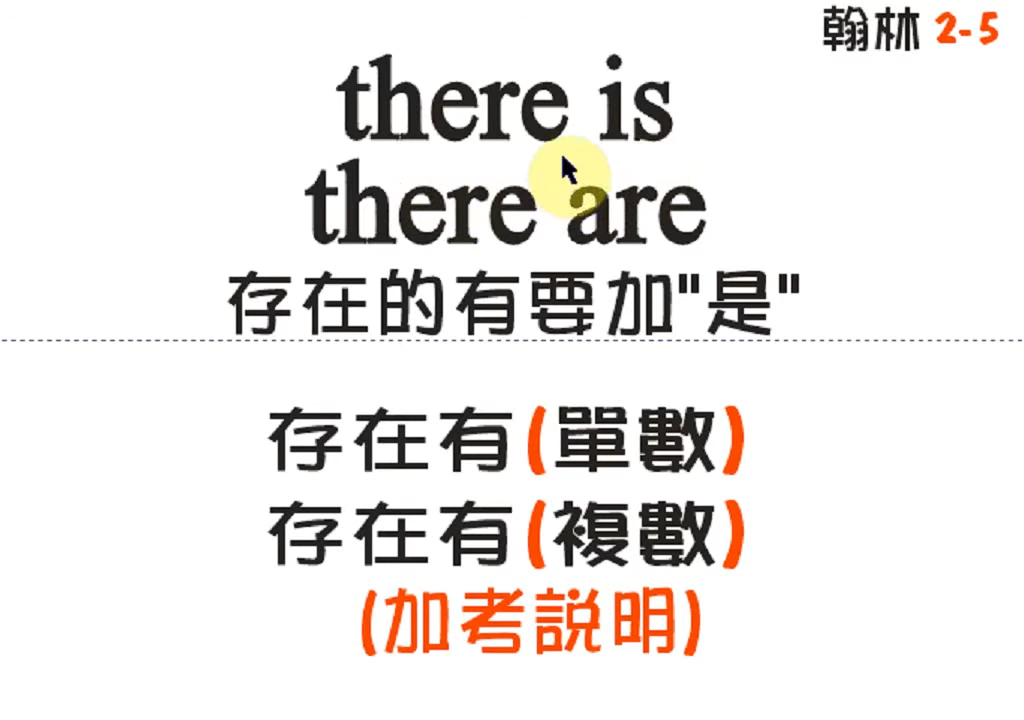 翰林 2-5
there is
there are
存在的有要加"是"
存在有(單數)
存在有(複數)
(加考說明)